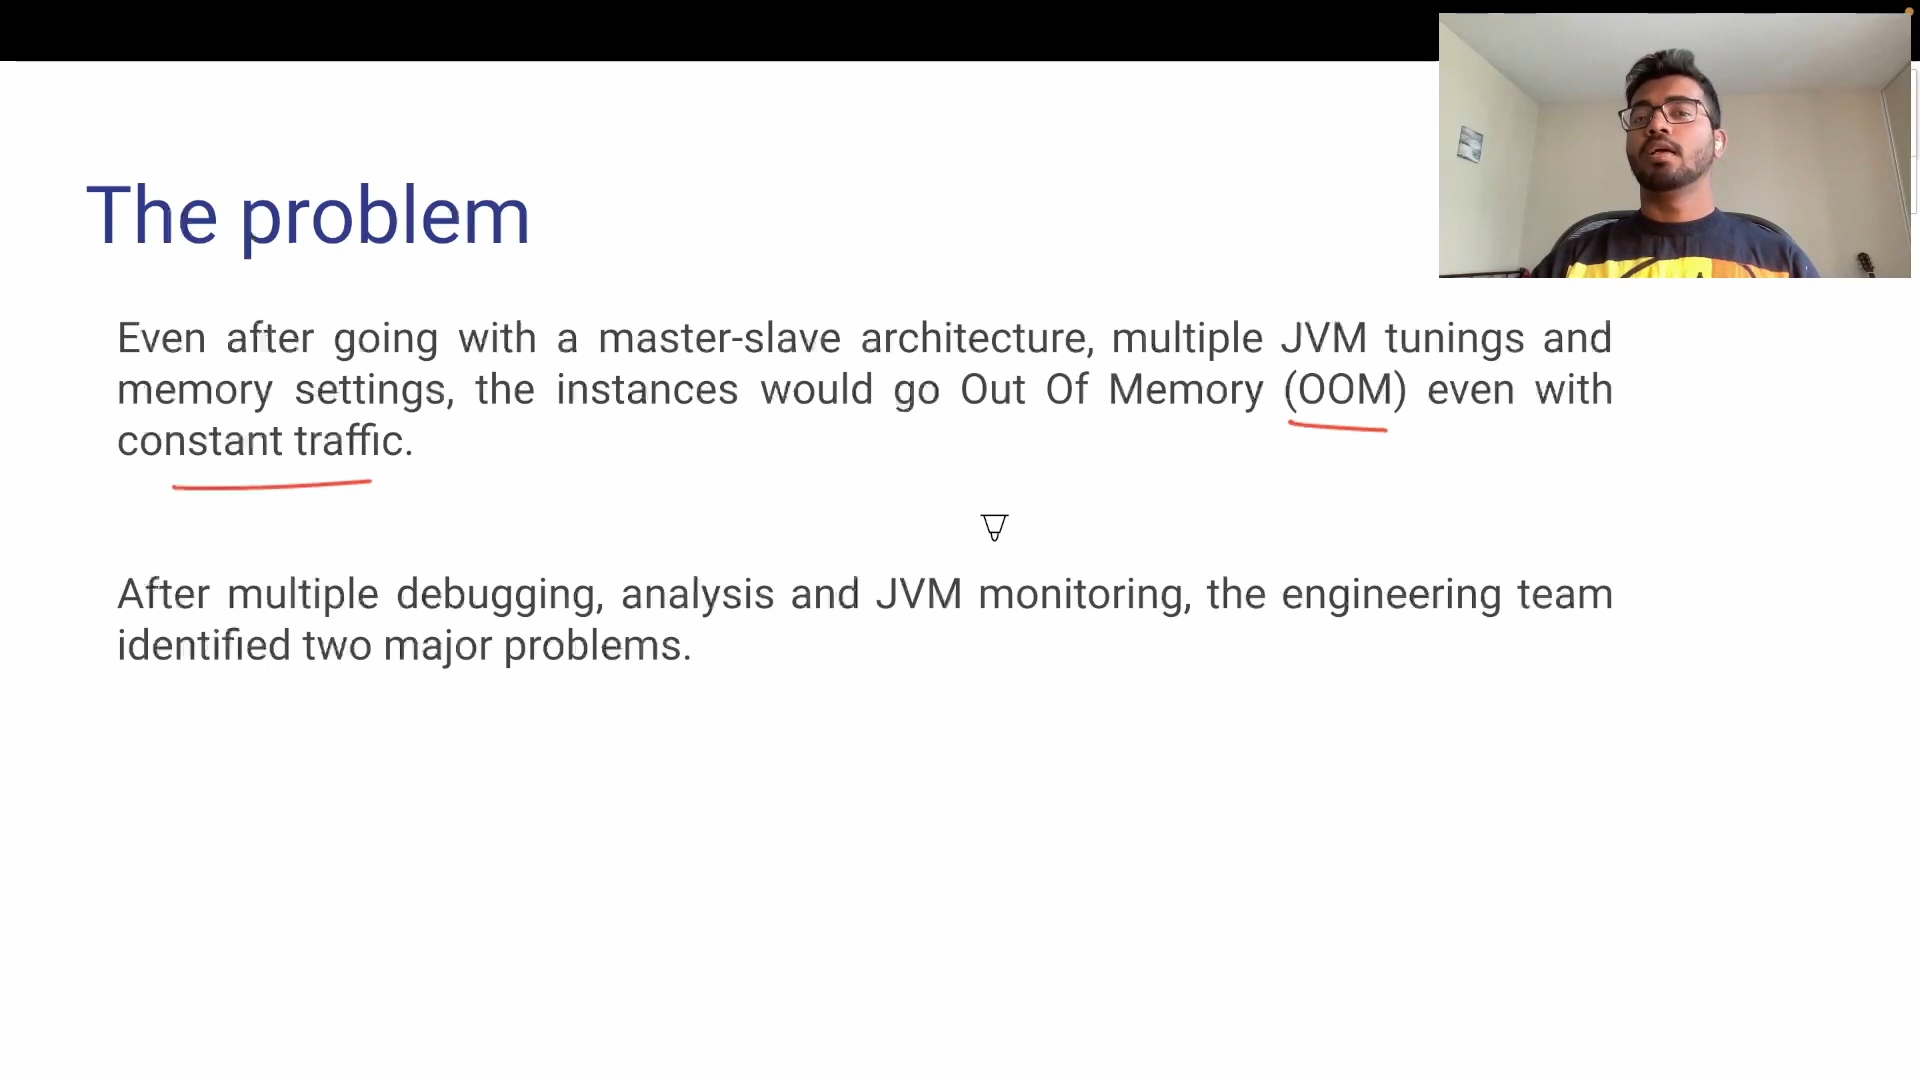 The problem
Even after going with a master-slave architecture, multiple JVM tunings and
memory settings, the instances would go Out Of Memory (OOM) even with
constant traffic.
After multiple debugging, analysis and JVM monitoring, the engineering team
identified two major problems.